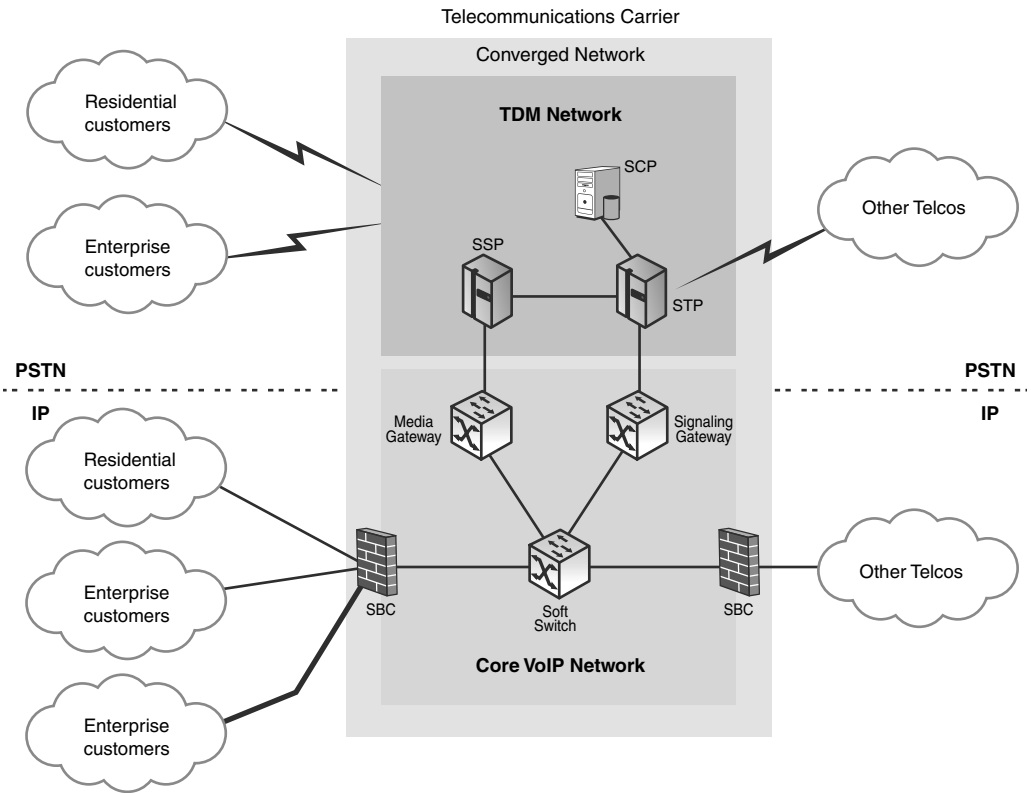 Telecommunications Carrier
Converged Network
TDM Network
Residential
customers
SCP
Other Telcos
Enterprise
customers
SSP
STP
PSTN
PSTN
IP
IP
Media
Gateway
Signaling
Gateway
Residential
customers
Enterprise
customers
SBC
Soft
Switch
SBC
Other Telcos
Core VoIP Network
Enterprise
customers